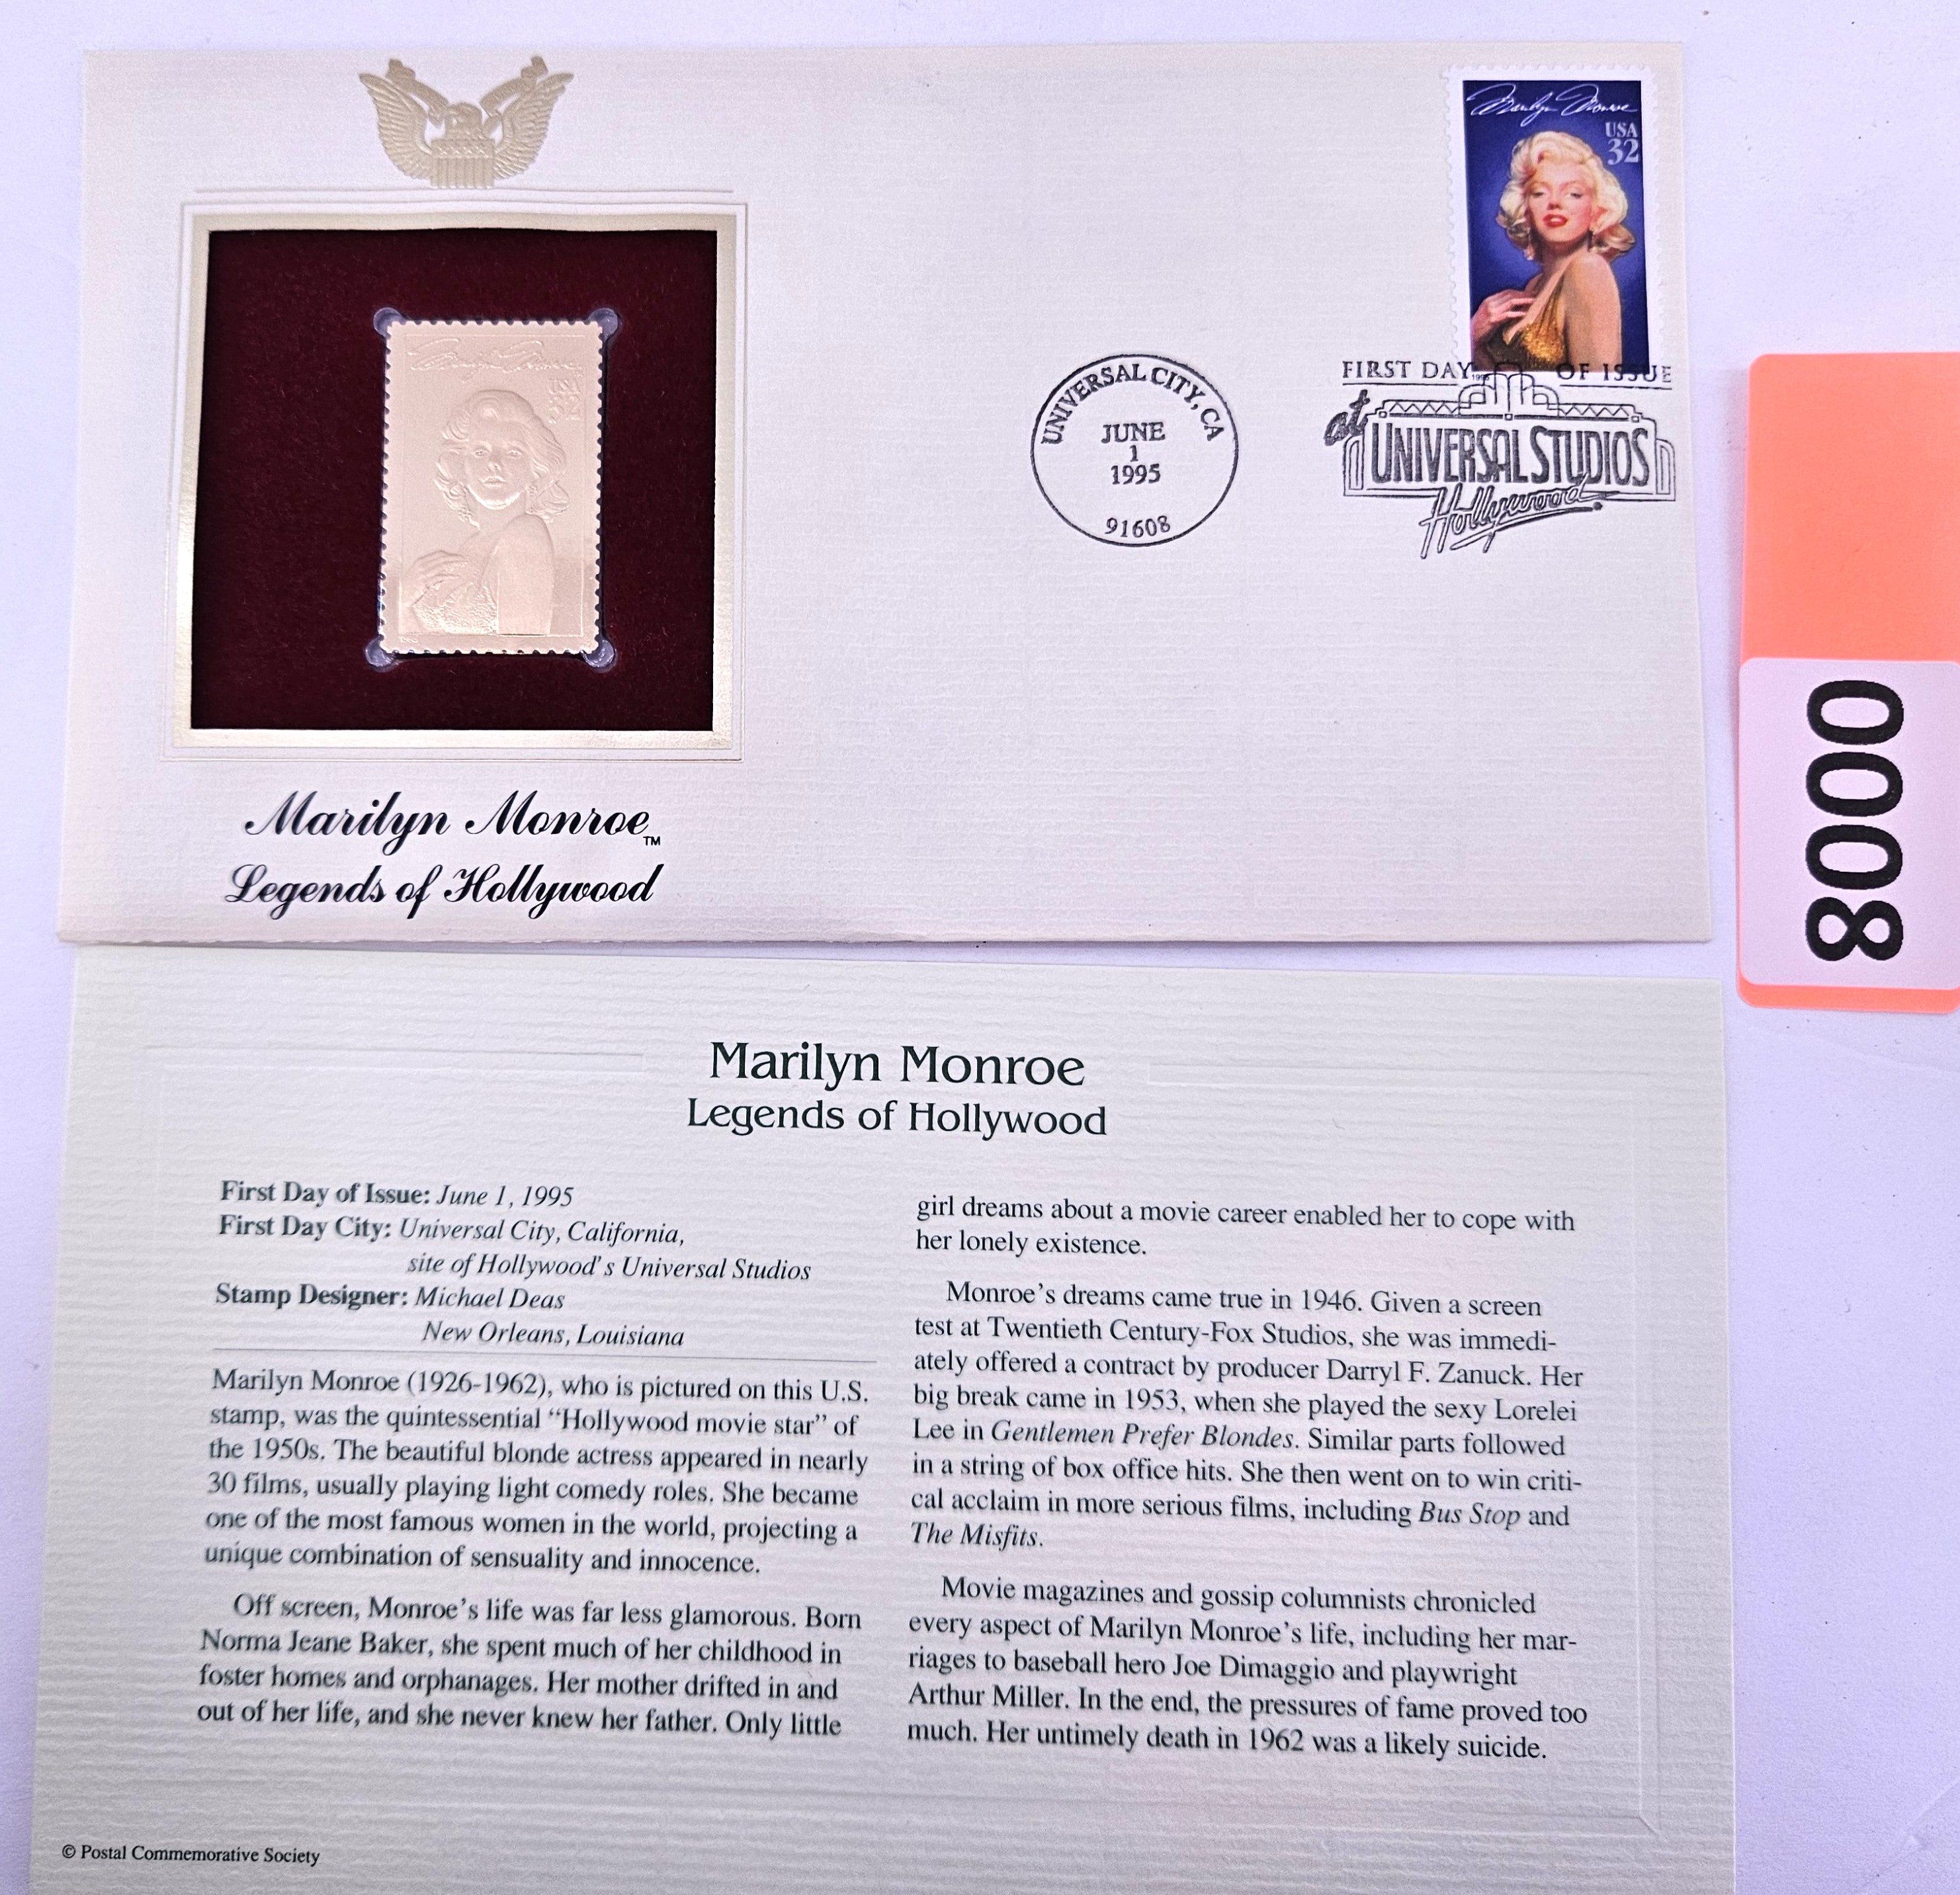 Marilyn Monroe
USA
32
Marilyn Monroe
USA
32
UNIVERSAL CITY, CA
JUNE
1
1995
91608
FIRST DAY OF ISSUE
at
UNIVERSAL STUDIOS
Hollywood
Marilyn Monroe™
Legends of Hollywood
8000
Marilyn Monroe
Legends of Hollywood
First Day of Issue: June 1, 1995
First Day City: Universal City, California,
site of Hollywood's Universal Studios
Stamp Designer: Michael Deas
New Orleans, Louisiana
Marilyn Monroe (1926-1962), who is pictured on this U.S.
stamp, was the quintessential “Hollywood movie star” of
the 1950s. The beautiful blonde actress appeared in nearly
30 films, usually playing light comedy roles. She became
one of the most famous women in the world, projecting a
unique combination of sensuality and innocence.
Off screen, Monroe’s life was far less glamorous. Born
Norma Jeane Baker, she spent much of her childhood in
foster homes and orphanages. Her mother drifted in and
out of her life, and she never knew her father. Only little
girl dreams about a movie career enabled her to cope with
her lonely existence.
Monroe’s dreams came true in 1946. Given a screen
test at Twentieth Century-Fox Studios, she was immedi-
ately offered a contract by producer Darryl F. Zanuck. Her
big break came in 1953, when she played the sexy Lorelei
Lee in Gentlemen Prefer Blondes. Similar parts followed
in a string of box office hits. She then went on to win criti-
cal acclaim in more serious films, including Bus Stop and
The Misfits.
Movie magazines and gossip columnists chronicled
every aspect of Marilyn Monroe’s life, including her mar-
riages to baseball hero Joe Dimaggio and playwright
Arthur Miller. In the end, the pressures of fame proved too
much. Her untimely death in 1962 was a likely suicide.
© Postal Commemorative Society